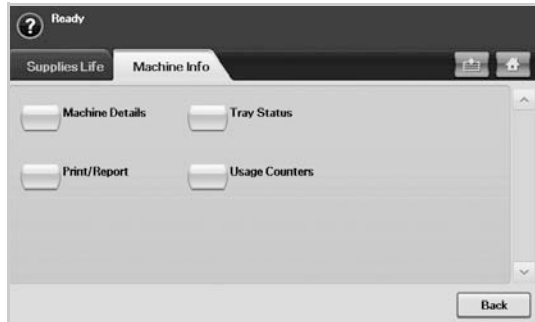 ? Ready
Supplies Life Machine Info
Machine Details Tray Status
Print/Report Usage Counters
Back